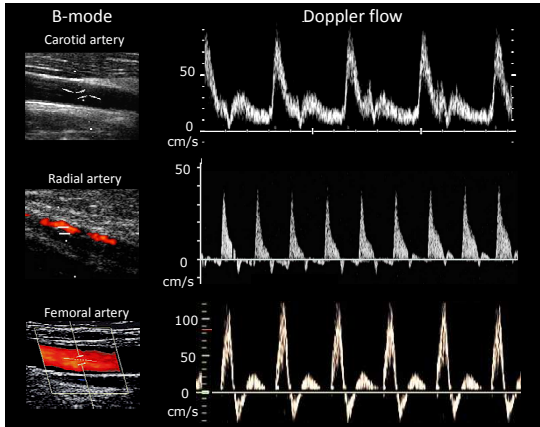 B-mode
Doppler flow
Carotid artery
50
0
cm/s
Radial artery
50
0
cm/s
Femoral artery
100
50
0
cm/s